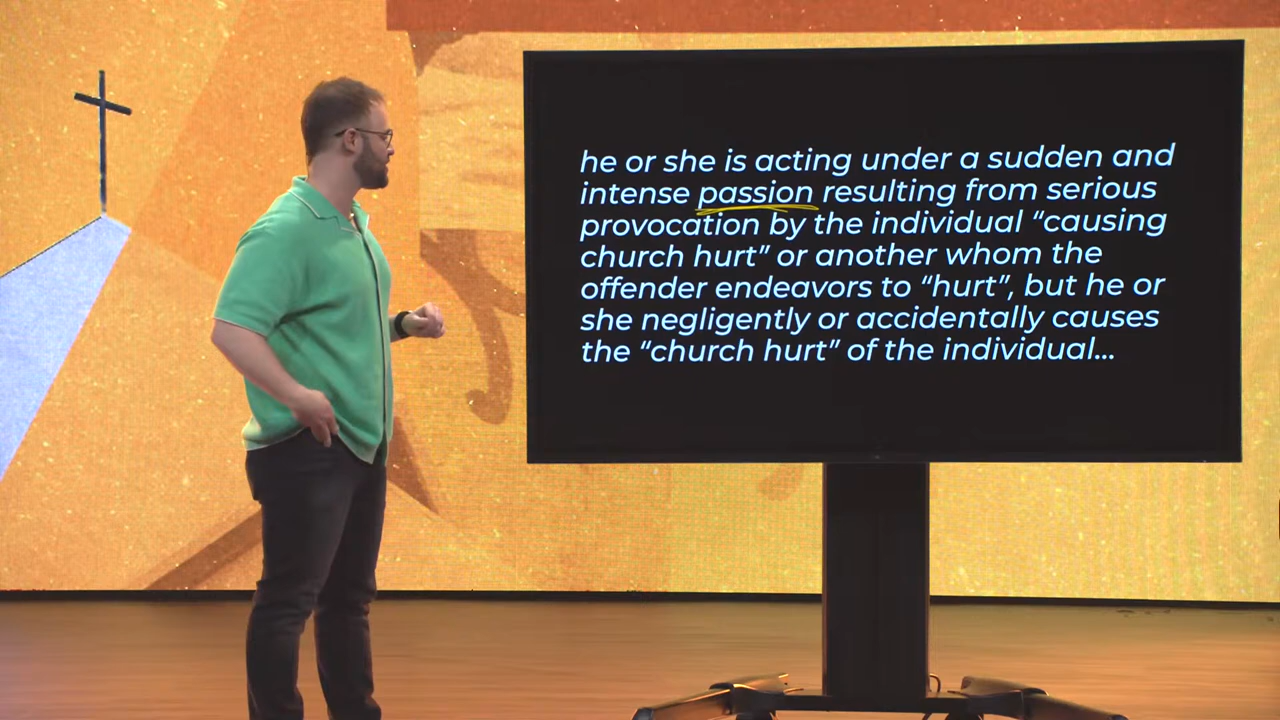 he or she is acting under a sudden and
intense passion resulting from serious
provocation by the individual “causing
church hurt” or another whom the
offender endeavors to “hurt”, but he or
she negligently or accidentally causes
the “church hurt” of the individual...